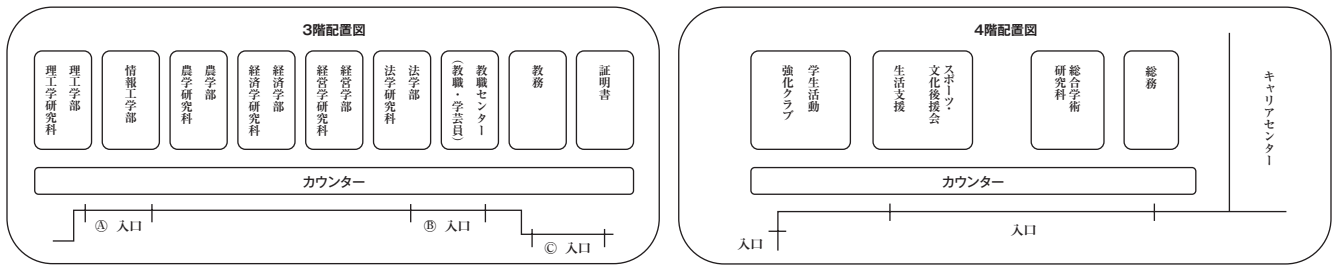 3階配置図
理工学部
理工学研究科
情報工学部
農学部
農学研究科
経済学部
経済学研究科
経営学部
経営学研究科
法学部
法学研究科
教職センター
(教職・学芸員)
教務
証明書
カウンター
Ⓐ 入口
Ⓑ 入口
Ⓒ 入口
4階配置図
学生活動
強化クラブ
スポーツ・
文化後援会
生活支援
総合学術
研究科
総務
キャリアセンター
カウンター
入口
入口